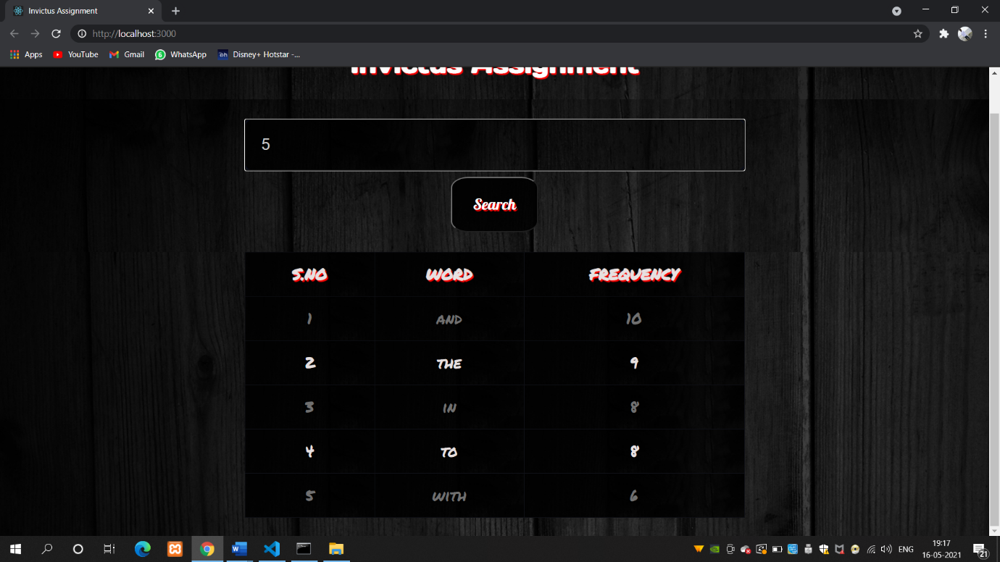 Invictus Assignment
http://localhost:3000
Apps YouTube Gmail WhatsApp Disney+ Hotstar -...
Invictus Assignment
5
Search
S.NO WORD FREQUENCY
1 AND 10
2 THE 9
3 IN 8
4 TO 8
5 WITH 6
ENG
19:17
16-05-2021
21